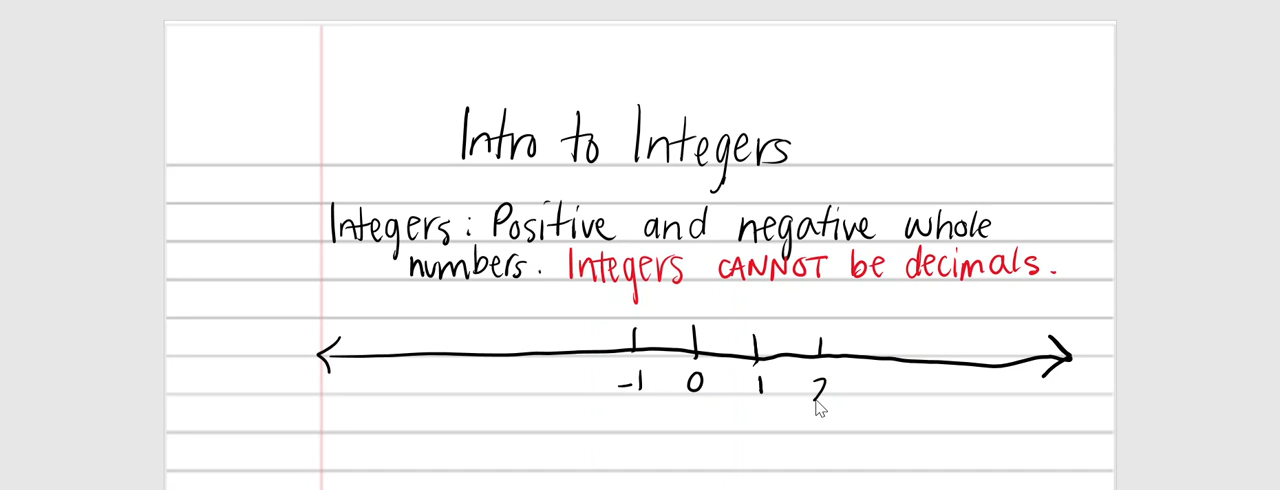 Intro to Integers
Integers: Positive and negative whole
numbers. Integers CANNOT be decimals.
-1 0 1 2